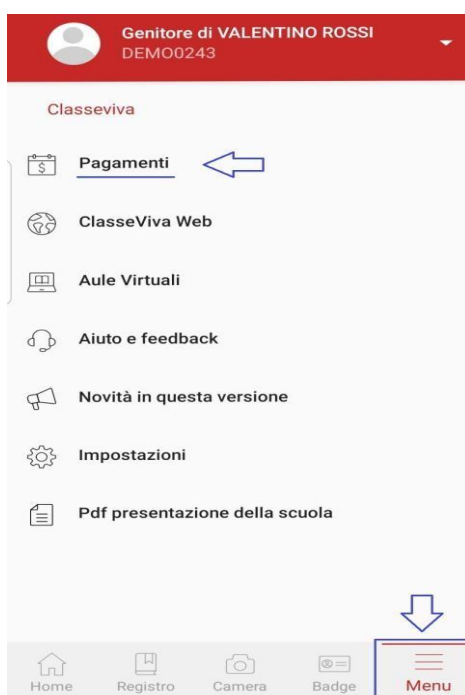 Genitore di VALENTINO ROSSI
DEMO0243
Classeviva
Pagamenti
ClasseViva Web
Aule Virtuali
Aiuto e feedback
Novità in questa versione
Impostazioni
Pdf presentazione della scuola
Home Registro Camera Badge Menu